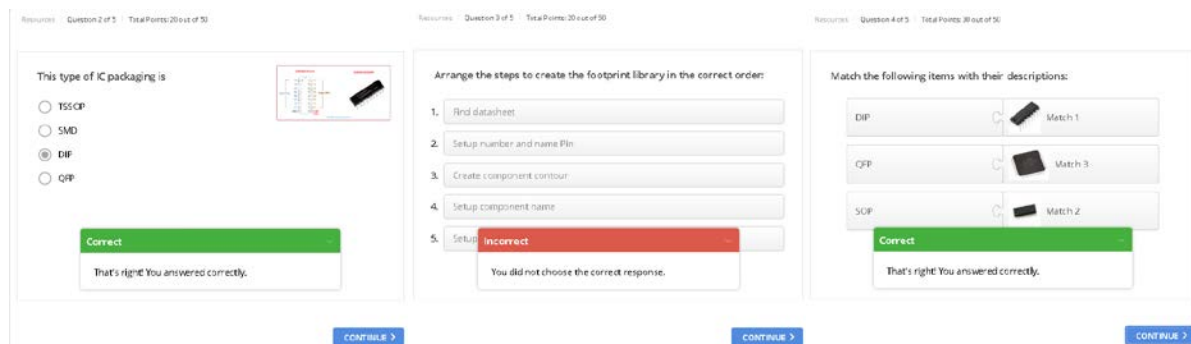 Resources Question 2 of 5 Total Points: 20 out of 50
This type of IC packaging is
TSSOP
SMD
DIP
QFP
Correct
That's right! You answered correctly.
CONTINUE >
Resources Question 3 of 5 Total Points: 20 out of 50
Arrange the steps to create the footprint library in the correct order:
1. Find datasheet
2. Setup number and name Pin
3. Create component contour
4. Setup component name
5. Setup
Incorrect
You did not choose the correct response.
CONTINUE >
Resources Question 4 of 5 Total Points: 30 out of 50
Match the following items with their descriptions:
DIP Match 1
QFP Match 3
SOP Match 2
Correct
That's right! You answered correctly.
CONTINUE >